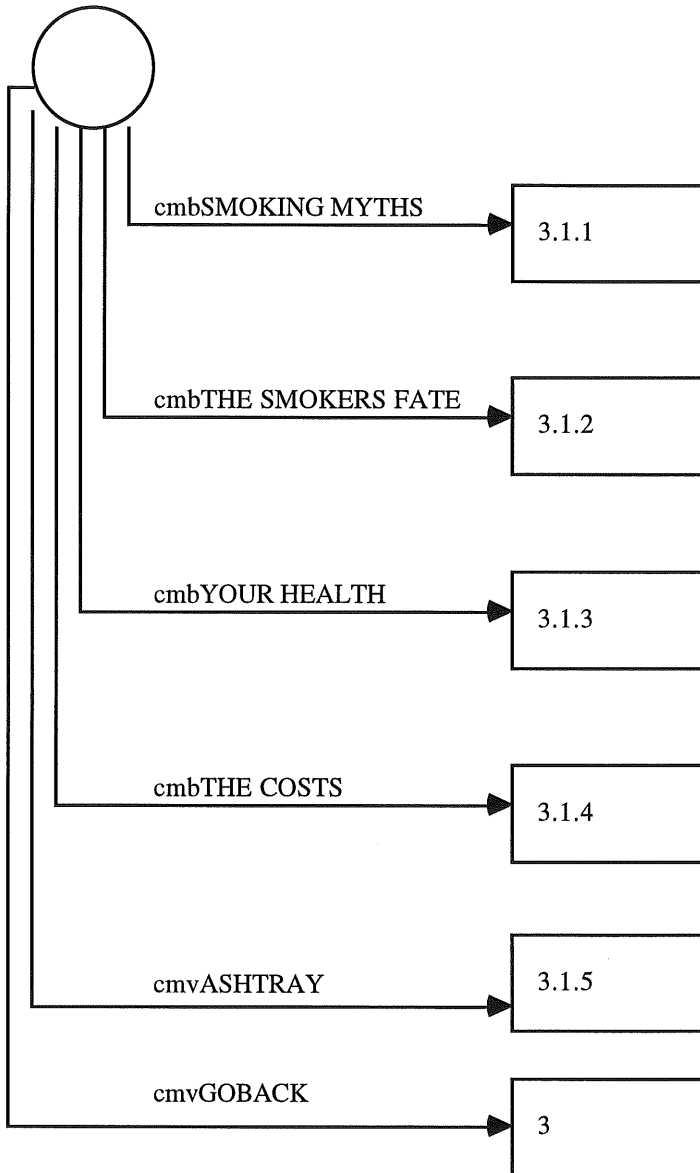 cmbSMOKING MYTHS
3.1.1
cmbTHE SMOKERS FATE
3.1.2
cmbYOUR HEALTH
3.1.3
cmbTHE COSTS
3.1.4
cmvASHTRAY
3.1.5
cmvGOBACK
3